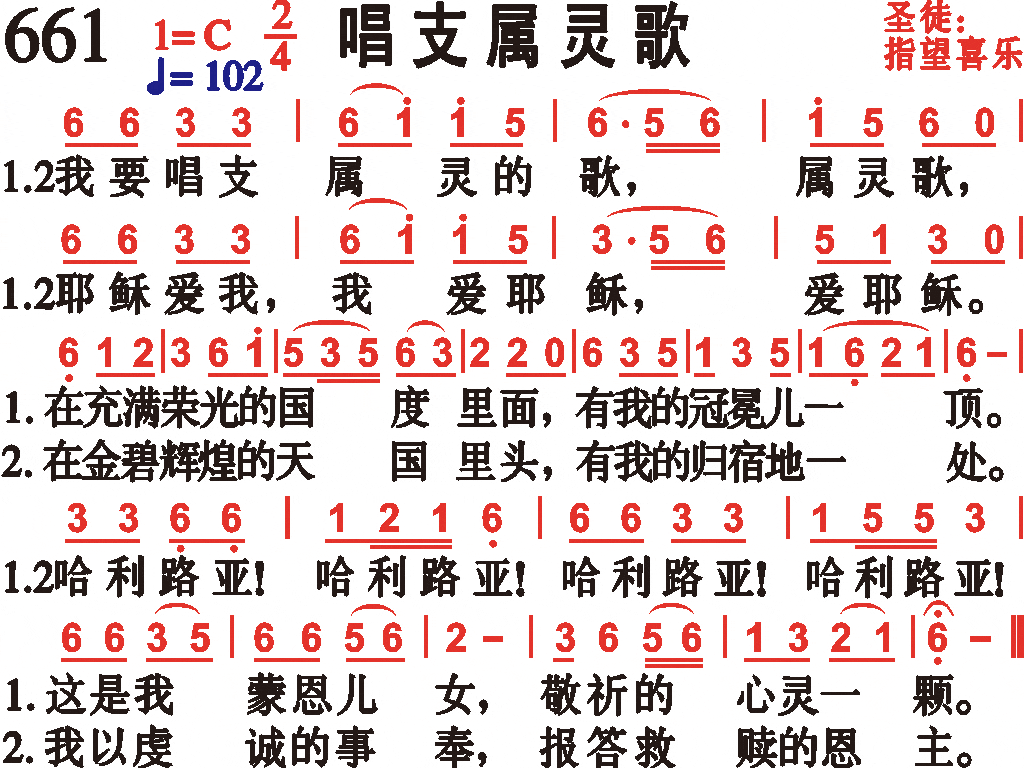 661 1=C 2/4 唱支属灵歌 圣徒：
♩=102 指望喜乐
6 6 3 3 | 6 i i 5 | 6·5 6 | i 5 6 0 |
1.2我要唱支 属 灵的 歌， 属灵歌，
6 6 3 3 | 6 i i 5 | 3·5 6 | 5 1 3 0 |
1.2耶稣爱我， 我 爱耶 稣， 爱耶稣。
6 1 2 | 3 6 i | 5 3 5 6 3 | 2 2 0 | 6 3 5 | 1 3 5 | 1 6 2 1 | 6 – |
1.在充满荣光的国 度 里面，有我的冠冕儿一 顶。
2.在金碧辉煌的天 国 里头，有我的归宿地一 处。
3 3 6 6 | 1 2 1 6 | 6 6 3 3 | 1 5 5 3 |
1.2哈利路亚! 哈利路亚! 哈利路亚! 哈利路亚!
6 6 3 5 | 6 6 5 6 | 2 – | 3 6 5 6 | 1 3 2 1 | 6 – ‖
1.这是我 蒙恩儿 女， 敬祈的 心灵一 颗。
2.我以虔 诚的事 奉， 报答救 赎的恩 主。